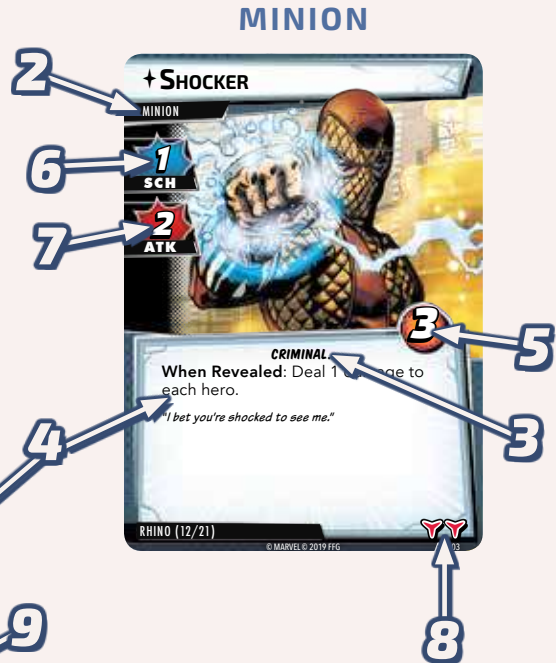 MINION
2
SHOCKER
MINION
6
1
SCH
7
2
ATK
3
5
CRIMINAL.
When Revealed: Deal 1 to
each hero.
4
"I bet you're shocked to see me."
3
RHINO (12/21)
© MARVEL © 2019 FFG
9
8